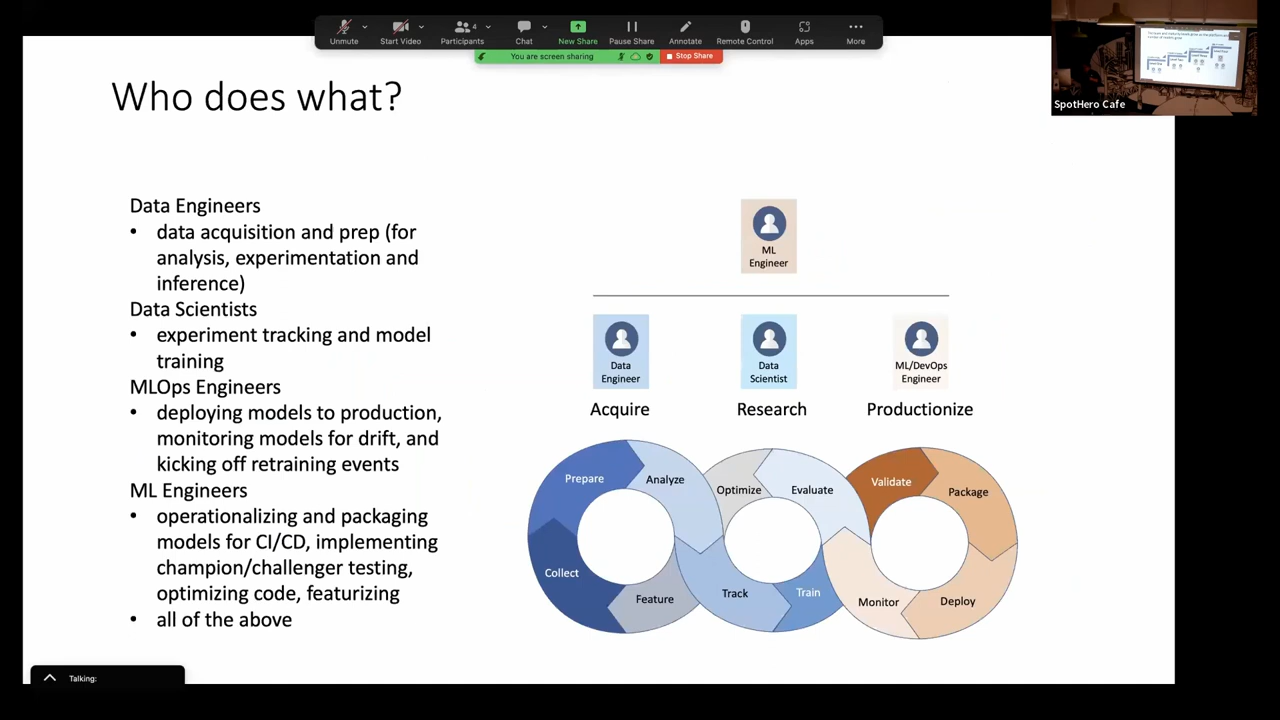 Unmute
Start Video
Participants
4
Chat
New Share
Pause Share
Annotate
Remote Control
Apps
More
You are screen sharing
Stop Share
SpotHero Cafe
Who does what?
Data Engineers
• data acquisition and prep (for
analysis, experimentation and
inference)
Data Scientists
• experiment tracking and model
training
MLOps Engineers
• deploying models to production,
monitoring models for drift, and
kicking off retraining events
ML Engineers
• operationalizing and packaging
models for CI/CD, implementing
champion/challenger testing,
optimizing code, featurizing
• all of the above
ML
Engineer
Data
Engineer
Data
Scientist
ML/DevOps
Engineer
Acquire
Research
Productionize
Prepare
Analyze
Collect
Feature
Optimize
Evaluate
Track
Train
Validate
Package
Monitor
Deploy
Talking: